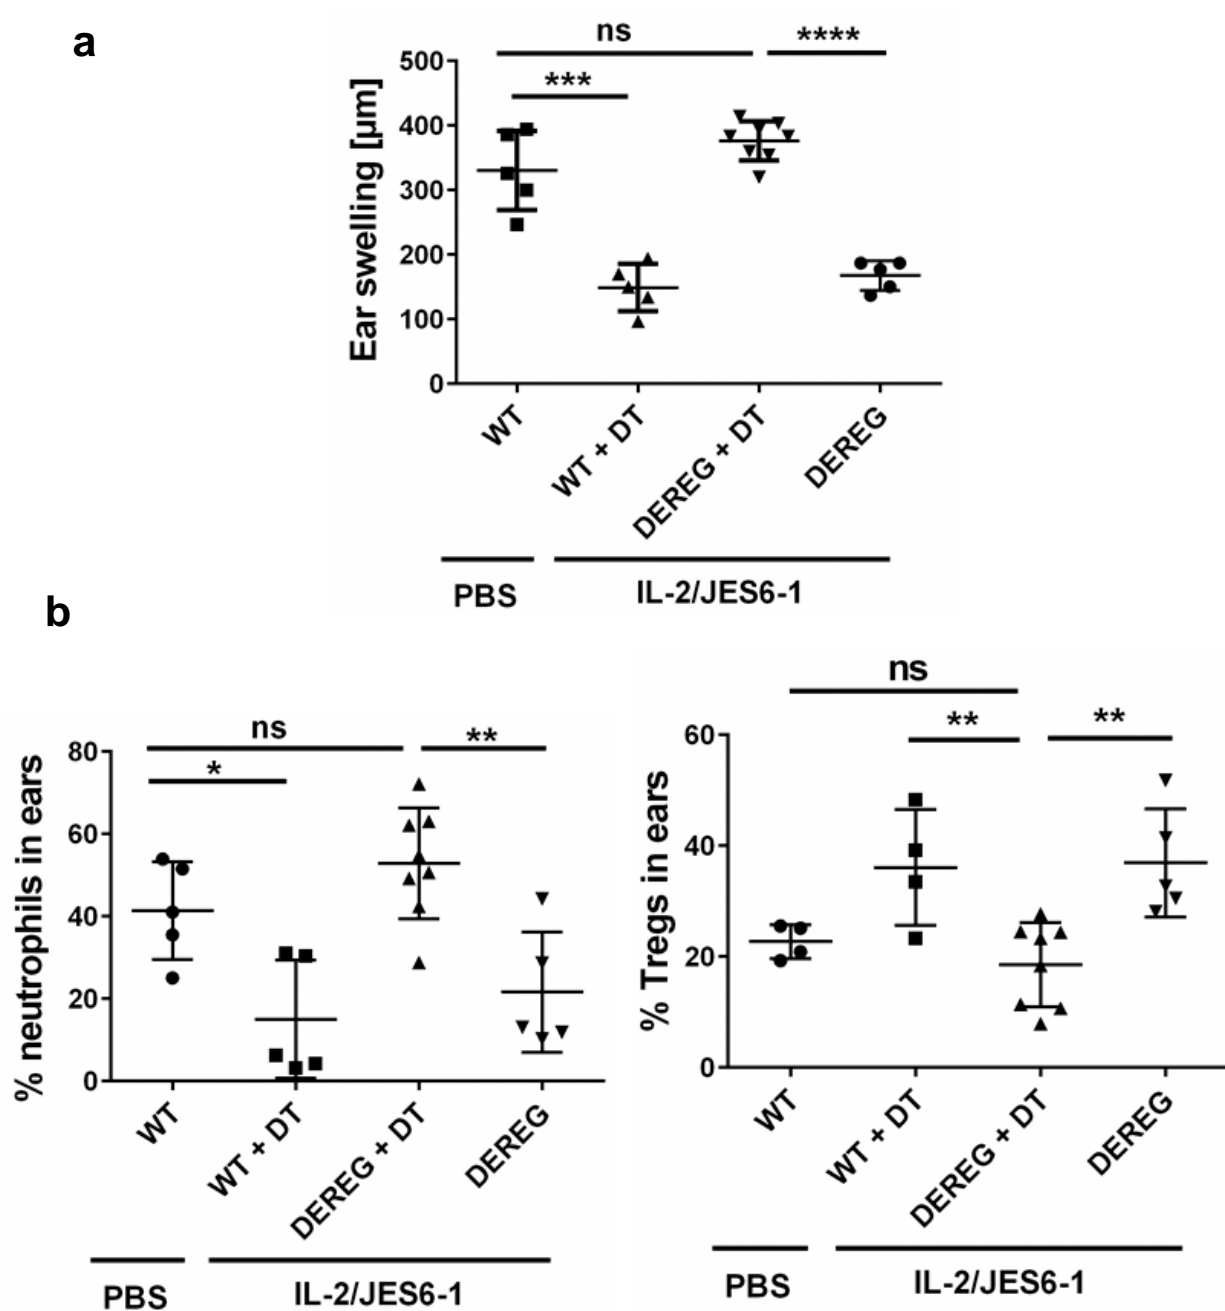 a
ns
****
***
Ear swelling [µm]
500
400
300
200
100
0
WT
WT + DT
DEREG + DT
DEREG
PBS
IL-2/JES6-1
b
ns
**
*
% neutrophils in ears
80
60
40
20
0
WT
WT + DT
DEREG + DT
DEREG
PBS
IL-2/JES6-1
ns
**
**
% Tregs in ears
60
40
20
0
WT
WT + DT
DEREG + DT
DEREG
PBS
IL-2/JES6-1